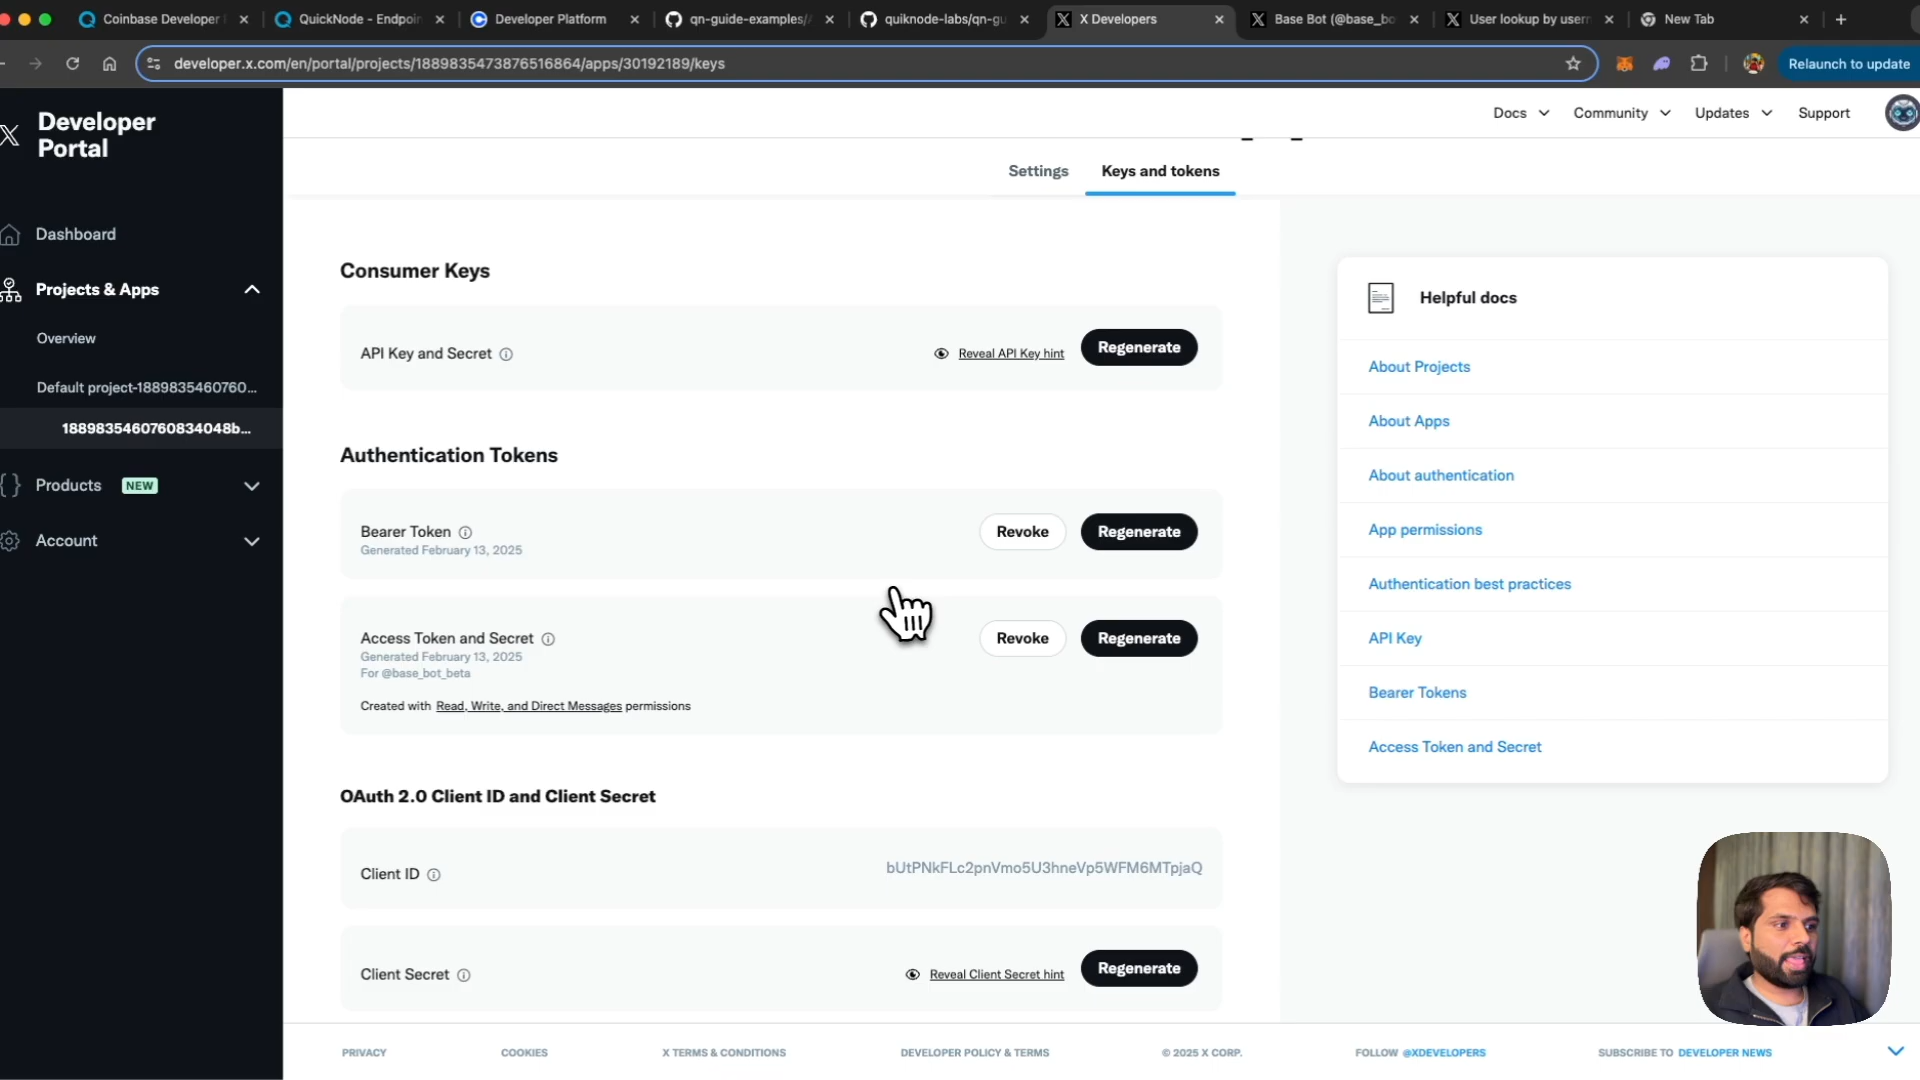 Coinbase Developer
QuickNode - Endpoin
Developer Platform
qn-guide-examples/
quiknode-labs/qn-gu
X Developers
Base Bot (@base_bo
User lookup by usern
New Tab
developer.x.com/en/portal/projects/1889835473876516864/apps/30192189/keys
Relaunch to update
Developer
Portal
Docs
Community
Updates
Support
Settings
Keys and tokens
Dashboard
Projects & Apps
Overview
Default project-1889835460760...
1889835460760834048b...
Products NEW
Account
Consumer Keys
API Key and Secret
Reveal API Key hint
Regenerate
Authentication Tokens
Bearer Token
Generated February 13, 2025
Revoke
Regenerate
Access Token and Secret
Generated February 13, 2025
For @base_bot_beta
Revoke
Regenerate
Created with Read, Write, and Direct Messages permissions
OAuth 2.0 Client ID and Client Secret
Client ID
bUtPNkFLc2pnVmo5U3hneVp5WFM6MTpjaQ
Client Secret
Reveal Client Secret hint
Regenerate
Helpful docs
About Projects
About Apps
About authentication
App permissions
Authentication best practices
API Key
Bearer Tokens
Access Token and Secret
PRIVACY
COOKIES
X TERMS & CONDITIONS
DEVELOPER POLICY & TERMS
© 2025 X CORP.
FOLLOW @XDEVELOPERS
SUBSCRIBE TO DEVELOPER NEWS